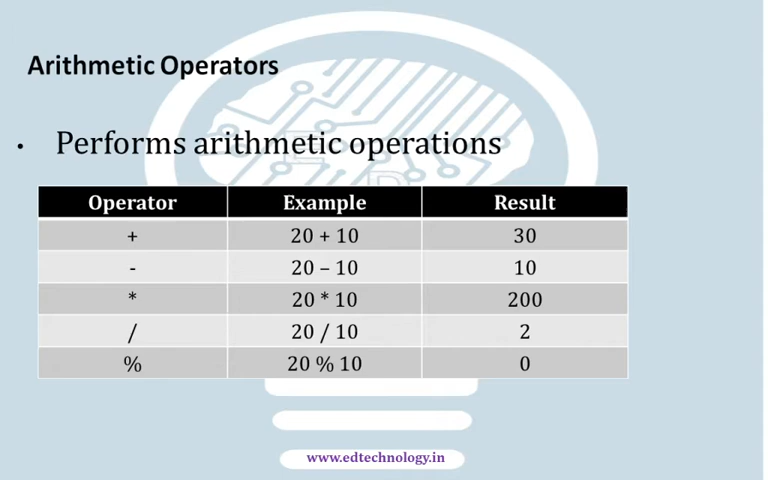 Arithmetic Operators
• Performs arithmetic operations
Operator Example Result
+ 20 + 10 30
- 20 – 10 10
* 20 * 10 200
/ 20 / 10 2
% 20 % 10 0
www.edtechnology.in